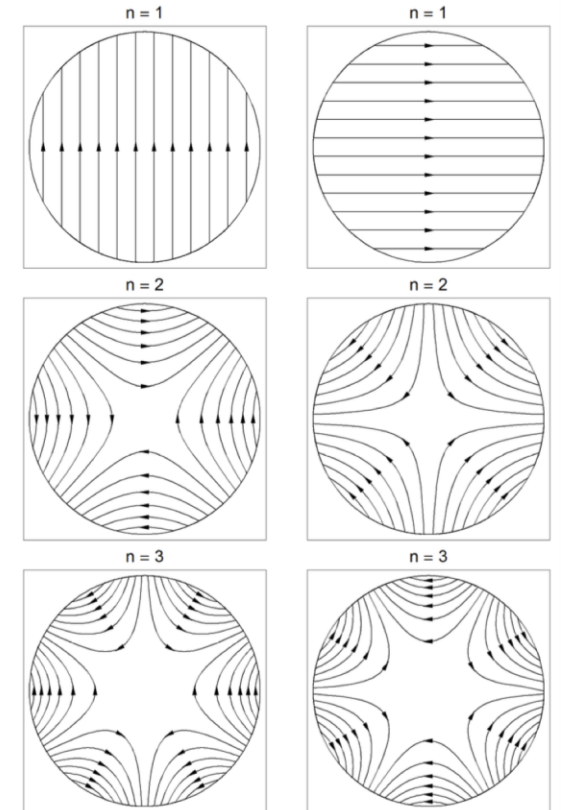 n = 1
n = 1
n = 2
n = 2
n = 3
n = 3